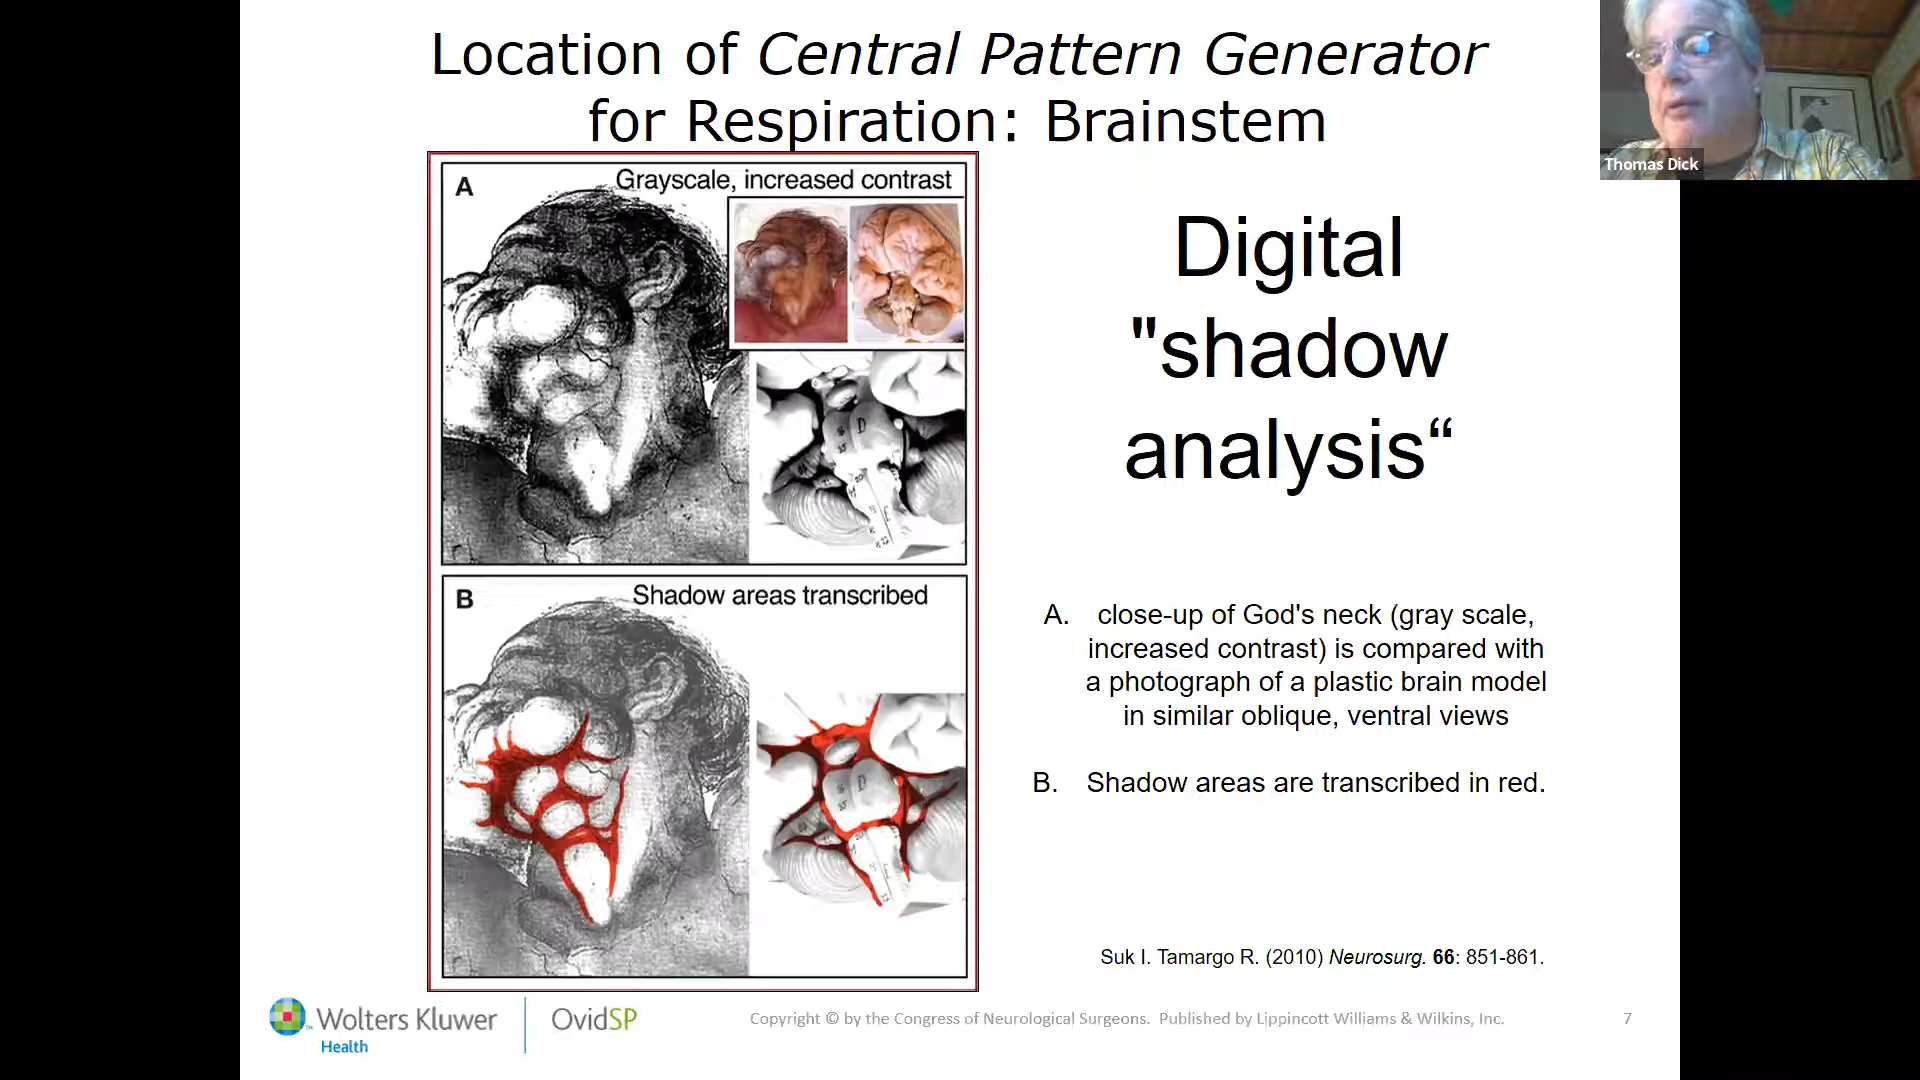 Location of Central Pattern Generator
for Respiration: Brainstem
Thomas Dick
A
Grayscale, increased contrast
D
B
Shadow areas transcribed
D
Digital
"shadow
analysis“
A. close-up of God's neck (gray scale,
increased contrast) is compared with
a photograph of a plastic brain model
in similar oblique, ventral views
B. Shadow areas are transcribed in red.
Suk I. Tamargo R. (2010) Neurosurg. 66: 851-861.
Wolters Kluwer
Health
OvidSP
Copyright © by the Congress of Neurological Surgeons. Published by Lippincott Williams & Wilkins, Inc.
7